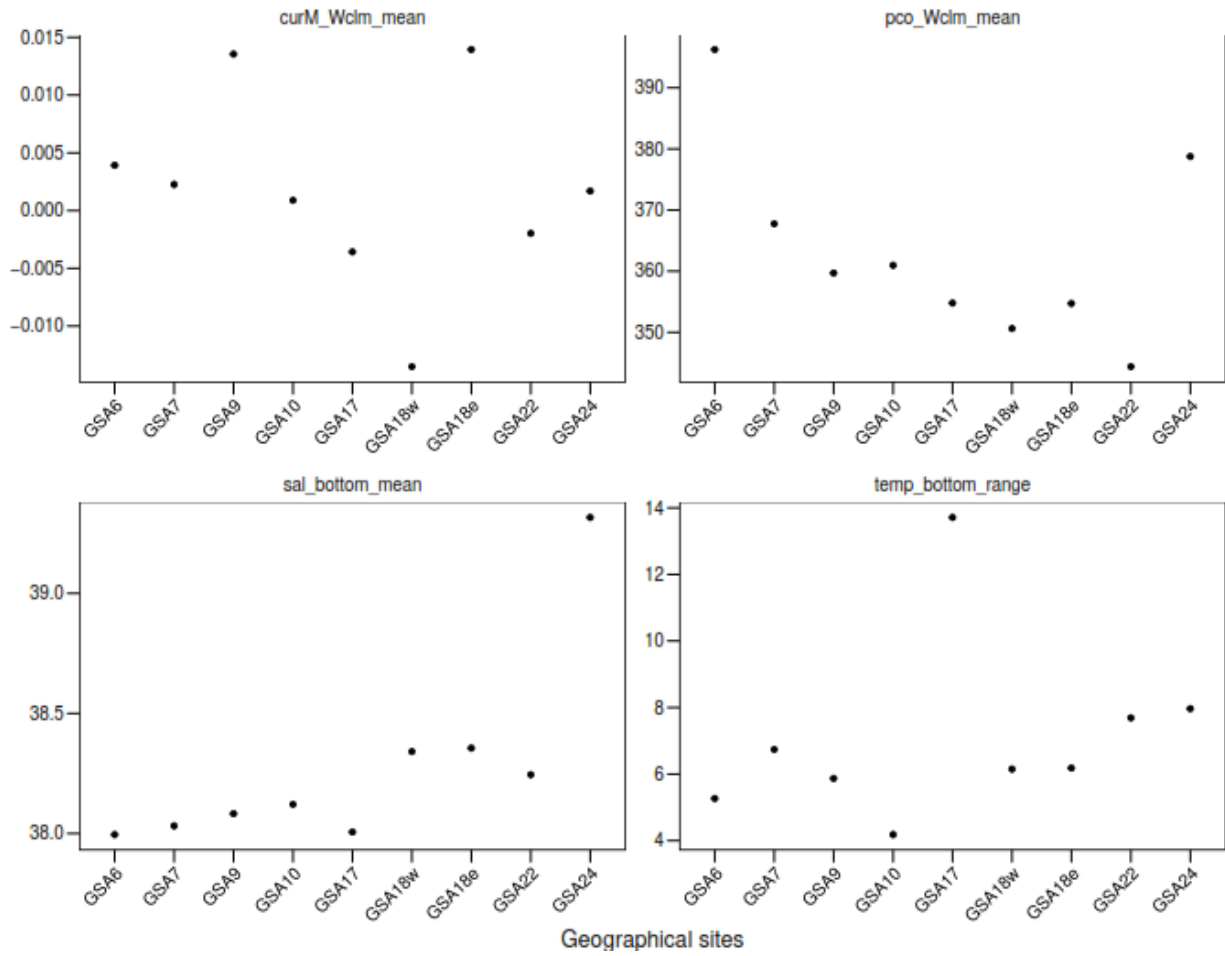 curM_Wclm_mean
0.015
0.010
0.005
0.000
−0.005
−0.010
GSA6 GSA7 GSA9 GSA10 GSA17 GSA18w GSA18e GSA22 GSA24
pco_Wclm_mean
390
380
370
360
350
GSA6 GSA7 GSA9 GSA10 GSA17 GSA18w GSA18e GSA22 GSA24
sal_bottom_mean
39.0
38.5
38.0
GSA6 GSA7 GSA9 GSA10 GSA17 GSA18w GSA18e GSA22 GSA24
temp_bottom_range
14
12
10
8
6
4
GSA6 GSA7 GSA9 GSA10 GSA17 GSA18w GSA18e GSA22 GSA24
Geographical sites